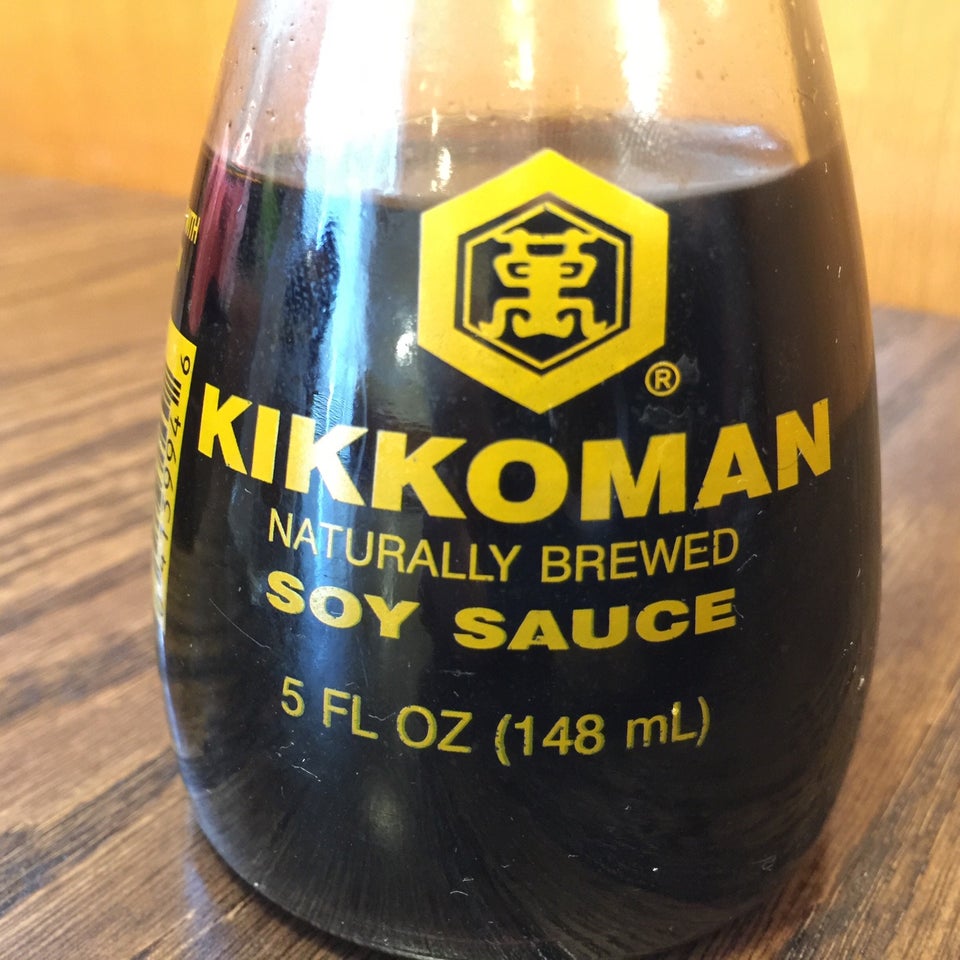 萬
®
KIKKOMAN
NATURALLY BREWED
SOY SAUCE
5 FL OZ (148 mL)